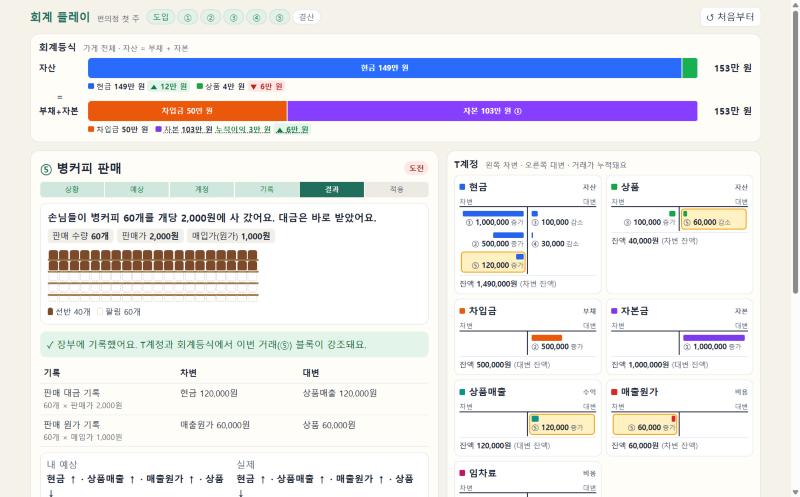 회계 플레이 편의점 첫 주 도입 ① ② ③ ④ ⑤ 결산 ↺ 처음부터
회계등식 가게 전체 · 자산 = 부채 + 자본
자산 현금 149만 원 153만 원
현금 149만 원 ▲ 12만 원 상품 4만 원 ▼ 6만 원
=
부채+자본 차입금 50만 원 자본 103만 원 ⓘ 153만 원
차입금 50만 원 자본 103만 원 누적이익 3만 원 ▲ 6만 원
⑤ 병커피 판매 도전
상황 예상 계정 기록 결과 적용
손님들이 병커피 60개를 개당 2,000원에 사 갔어요. 대금은 바로 받았어요.
판매 수량 60개 판매가 2,000원 매입가(원가) 1,000원
선반 40개 팔림 60개
✓ 장부에 기록했어요. T계정과 회계등식에서 이번 거래(⑤) 블록이 강조돼요.
기록 차변 대변
판매 대금 기록 현금 120,000원 상품매출 120,000원
60개 × 판매가 2,000원
판매 원가 기록 매출원가 60,000원 상품 60,000원
60개 × 매입가 1,000원
내 예상 실제
현금 ↑ · 상품매출 ↑ · 매출원가 ↑ · 상품 현금 ↑ · 상품매출 ↑ · 매출원가 ↑ · 상품
↓ ↓
T계정 왼쪽 차변 · 오른쪽 대변 · 거래가 누적돼요
현금 자산
차변 대변
① 1,000,000 증가 ③ 100,000 감소
② 500,000 증가 ④ 30,000 감소
⑤ 120,000 증가
잔액 1,490,000원 (차변 잔액)
상품 자산
차변 대변
③ 100,000 증가 ⑤ 60,000 감소
잔액 40,000원 (차변 잔액)
차입금 부채
차변 대변
② 500,000 증가
잔액 500,000원 (대변 잔액)
자본금 자본
차변 대변
① 1,000,000 증가
잔액 1,000,000원 (대변 잔액)
상품매출 수익
차변 대변
⑤ 120,000 증가
잔액 120,000원 (대변 잔액)
매출원가 비용
차변 대변
⑤ 60,000 증가
잔액 60,000원 (차변 잔액)
임차료 비용
차변 대변